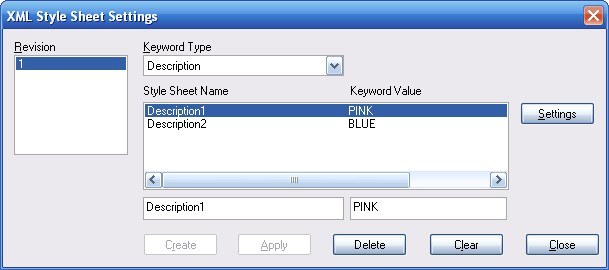 XML Style Sheet Settings
Revision
Keyword Type
1
Description
Style Sheet Name Keyword Value
Description1 PINK
Description2 BLUE
Settings
Description1 PINK
Create Apply Delete Clear Close